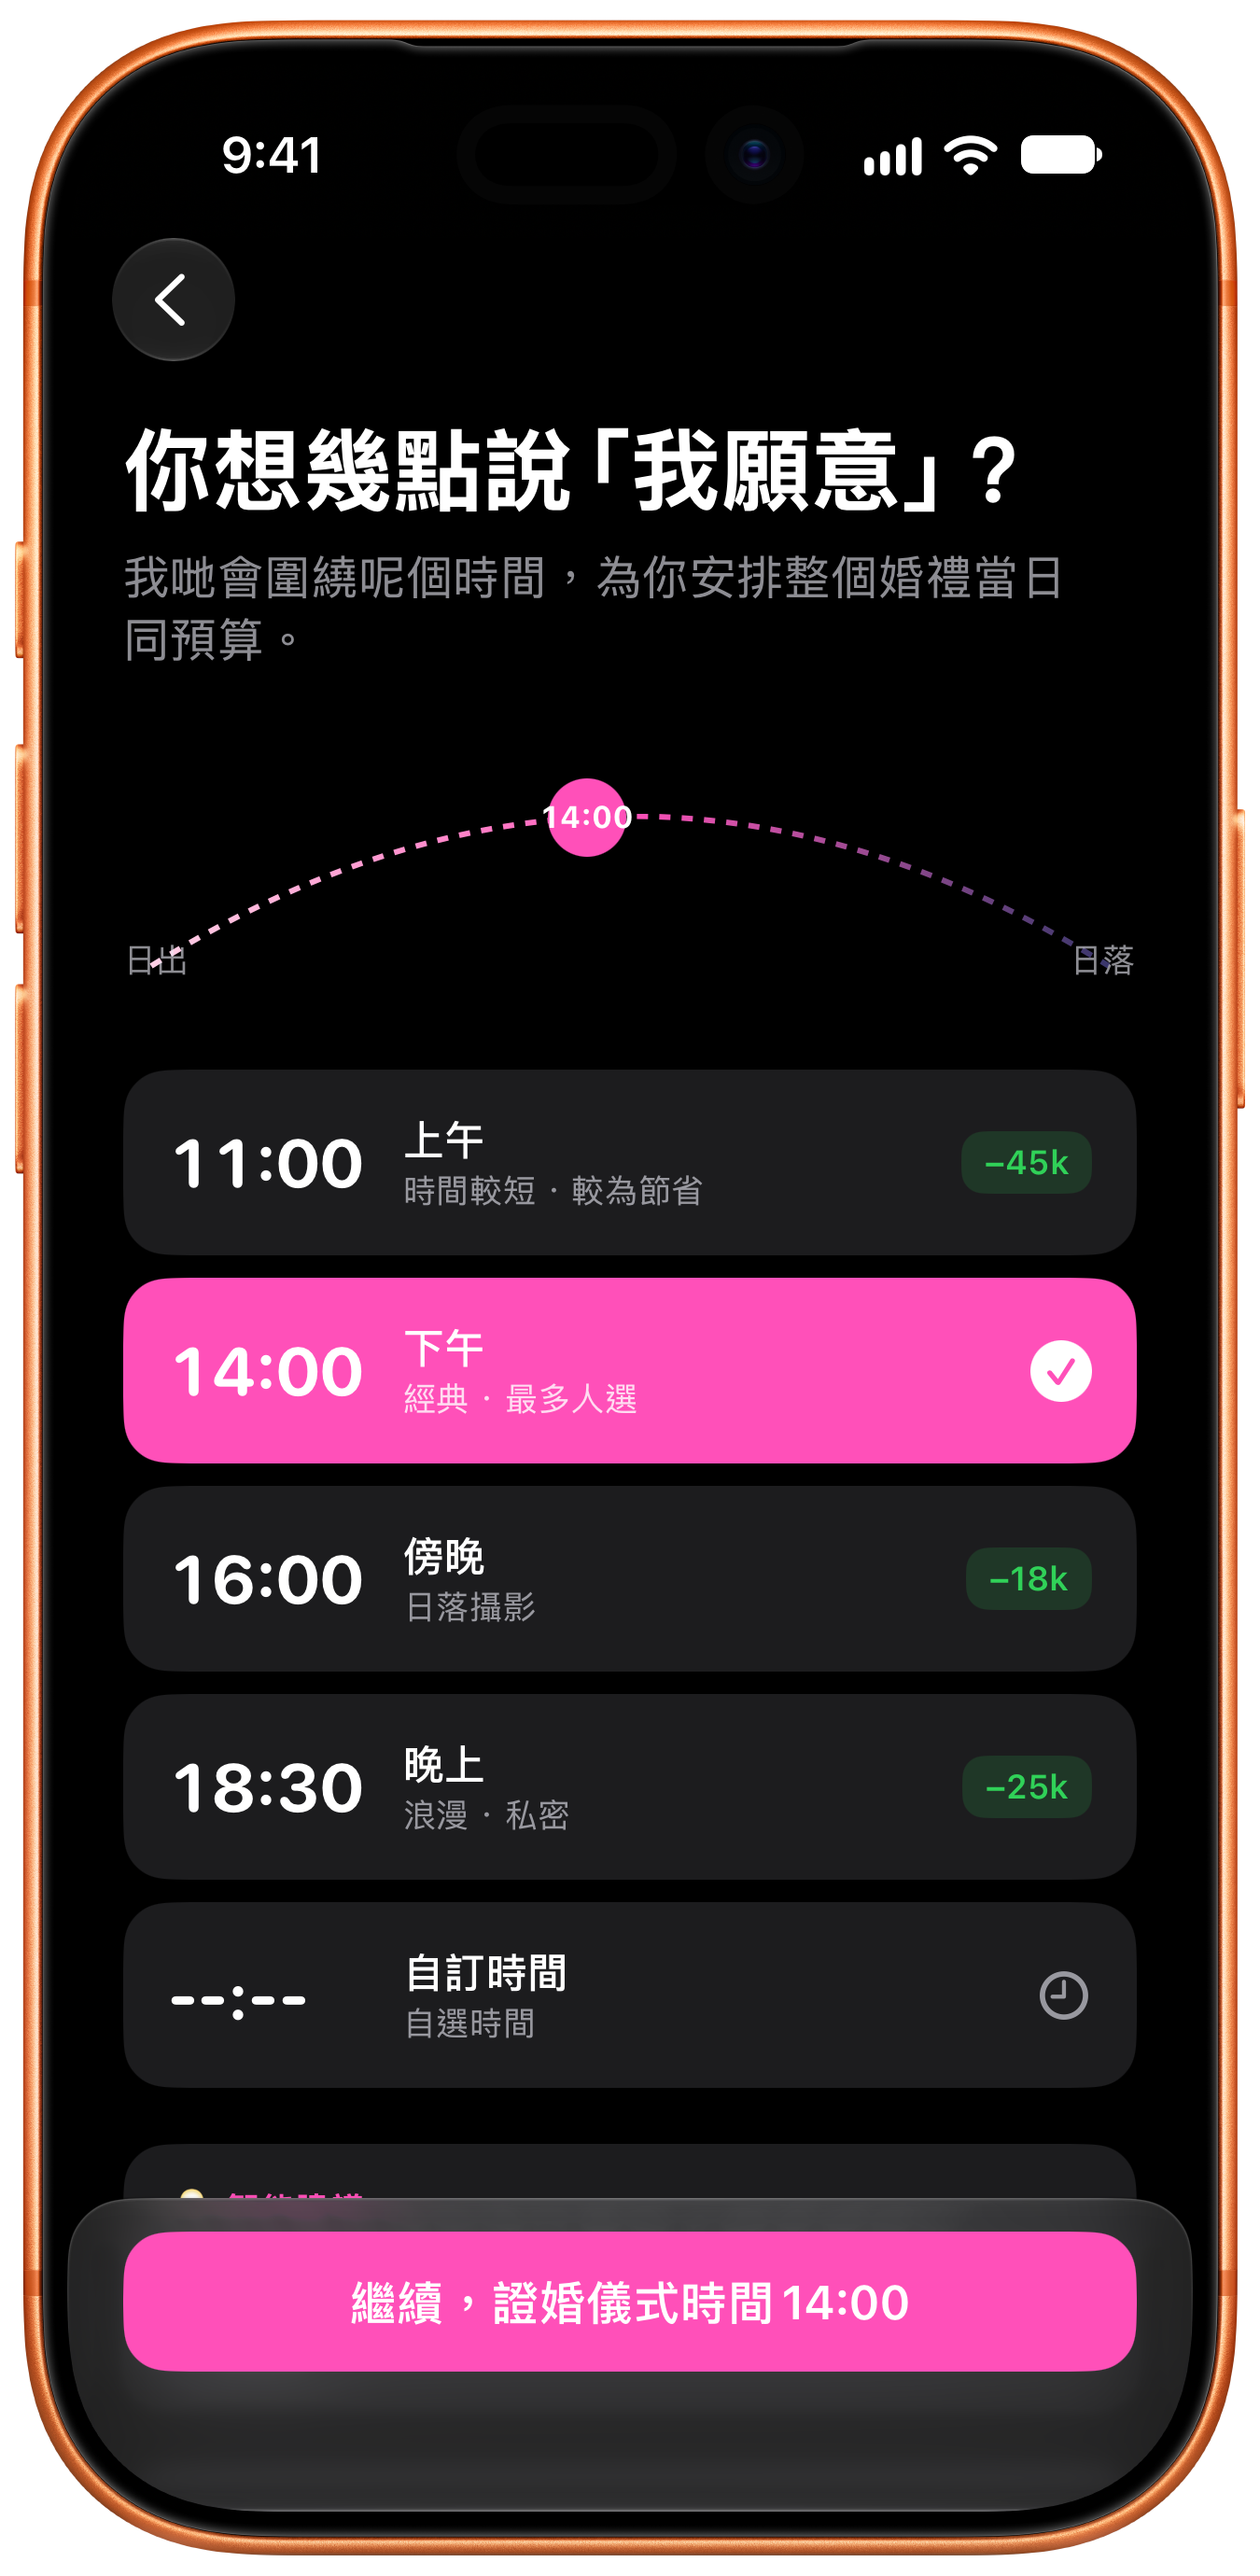 9:41
你想幾點說「我願意」?
我哋會圍繞呢個時間，為你安排整個婚禮當日
同預算。
14:00
日出
日落
11:00
上午
時間較短 · 較為節省
–45k
14:00
下午
經典 · 最多人選
16:00
傍晚
日落攝影
–18k
18:30
晚上
浪漫 · 私密
–25k
--:--
自訂時間
自選時間
繼續，證婚儀式時間 14:00